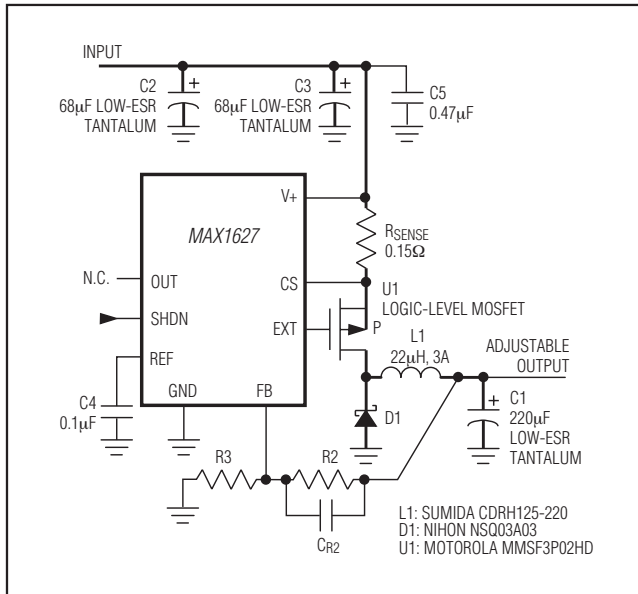 INPUT
C2
68µF LOW-ESR
TANTALUM
+
C3
68µF LOW-ESR
TANTALUM
+
C5
0.47µF
MAX1627
V+
RSENSE
0.15Ω
N.C.
OUT
CS
U1
LOGIC-LEVEL MOSFET
SHDN
EXT
P
L1
22µH, 3A
ADJUSTABLE
OUTPUT
REF
C4
0.1µF
GND
FB
D1
+
C1
220µF
LOW-ESR
TANTALUM
R3
R2
CR2
L1: SUMIDA CDRH125-220
D1: NIHON NSQ03A03
U1: MOTOROLA MMSF3P02HD